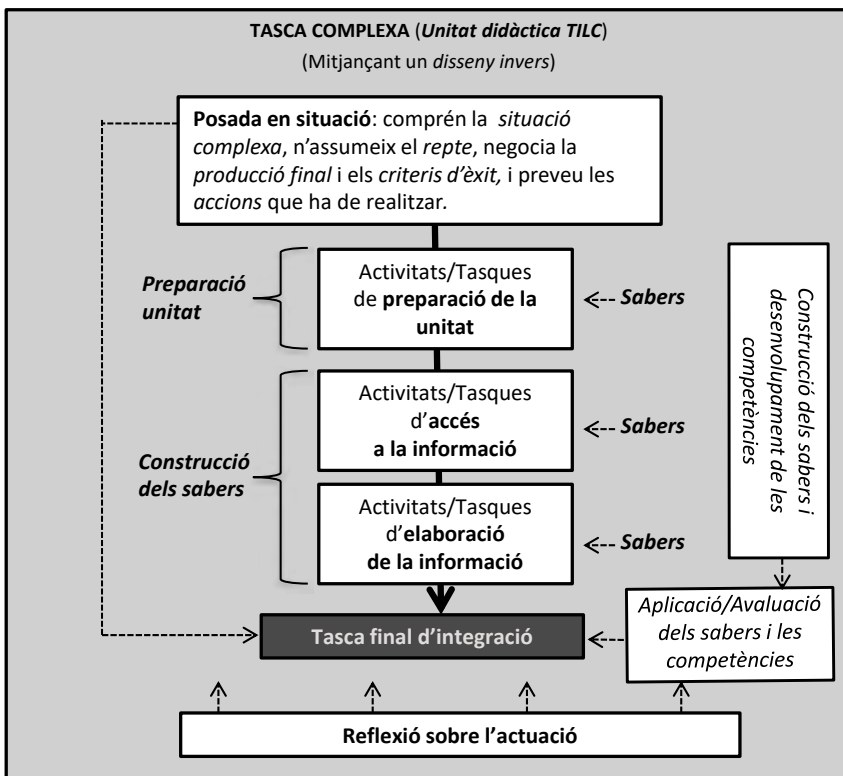 TASCA COMPLEXA (Unitat didàctica TILC)
(Mitjançant un disseny invers)
Posada en situació: comprén la situació
complexa, n’assumeix el repte, negocia la
producció final i els criteris d’èxit, i preveu les
accions que ha de realitzar.
Preparació
unitat
Activitats/Tasques
de preparació de la
unitat
Sabers
Construcció dels sabers i
desenvolupament de les
competències
Construcció
dels sabers
Activitats/Tasques
d’accés
a la informació
Sabers
Activitats/Tasques
d’elaboració
de la informació
Sabers
Aplicació/Avaluació
dels sabers i les
competències
Tasca final d’integració
Reflexió sobre l’actuació